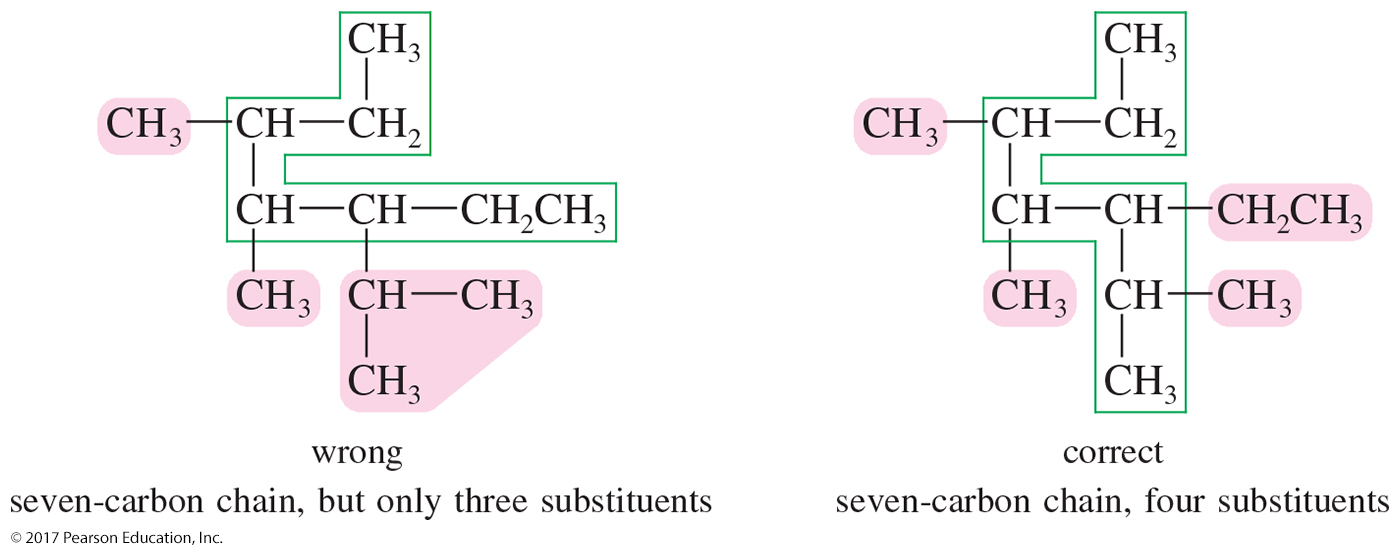 CH₃ CH₃
CH₃—CH—CH₂ CH₃—CH—CH₂
CH—CH—CH₂CH₃ CH—CH—CH₂CH₃
CH₃ CH—CH₃ CH₃ CH—CH₃
CH₃ CH₃
wrong correct
seven-carbon chain, but only three substituents seven-carbon chain, four substituents
© 2017 Pearson Education, Inc.